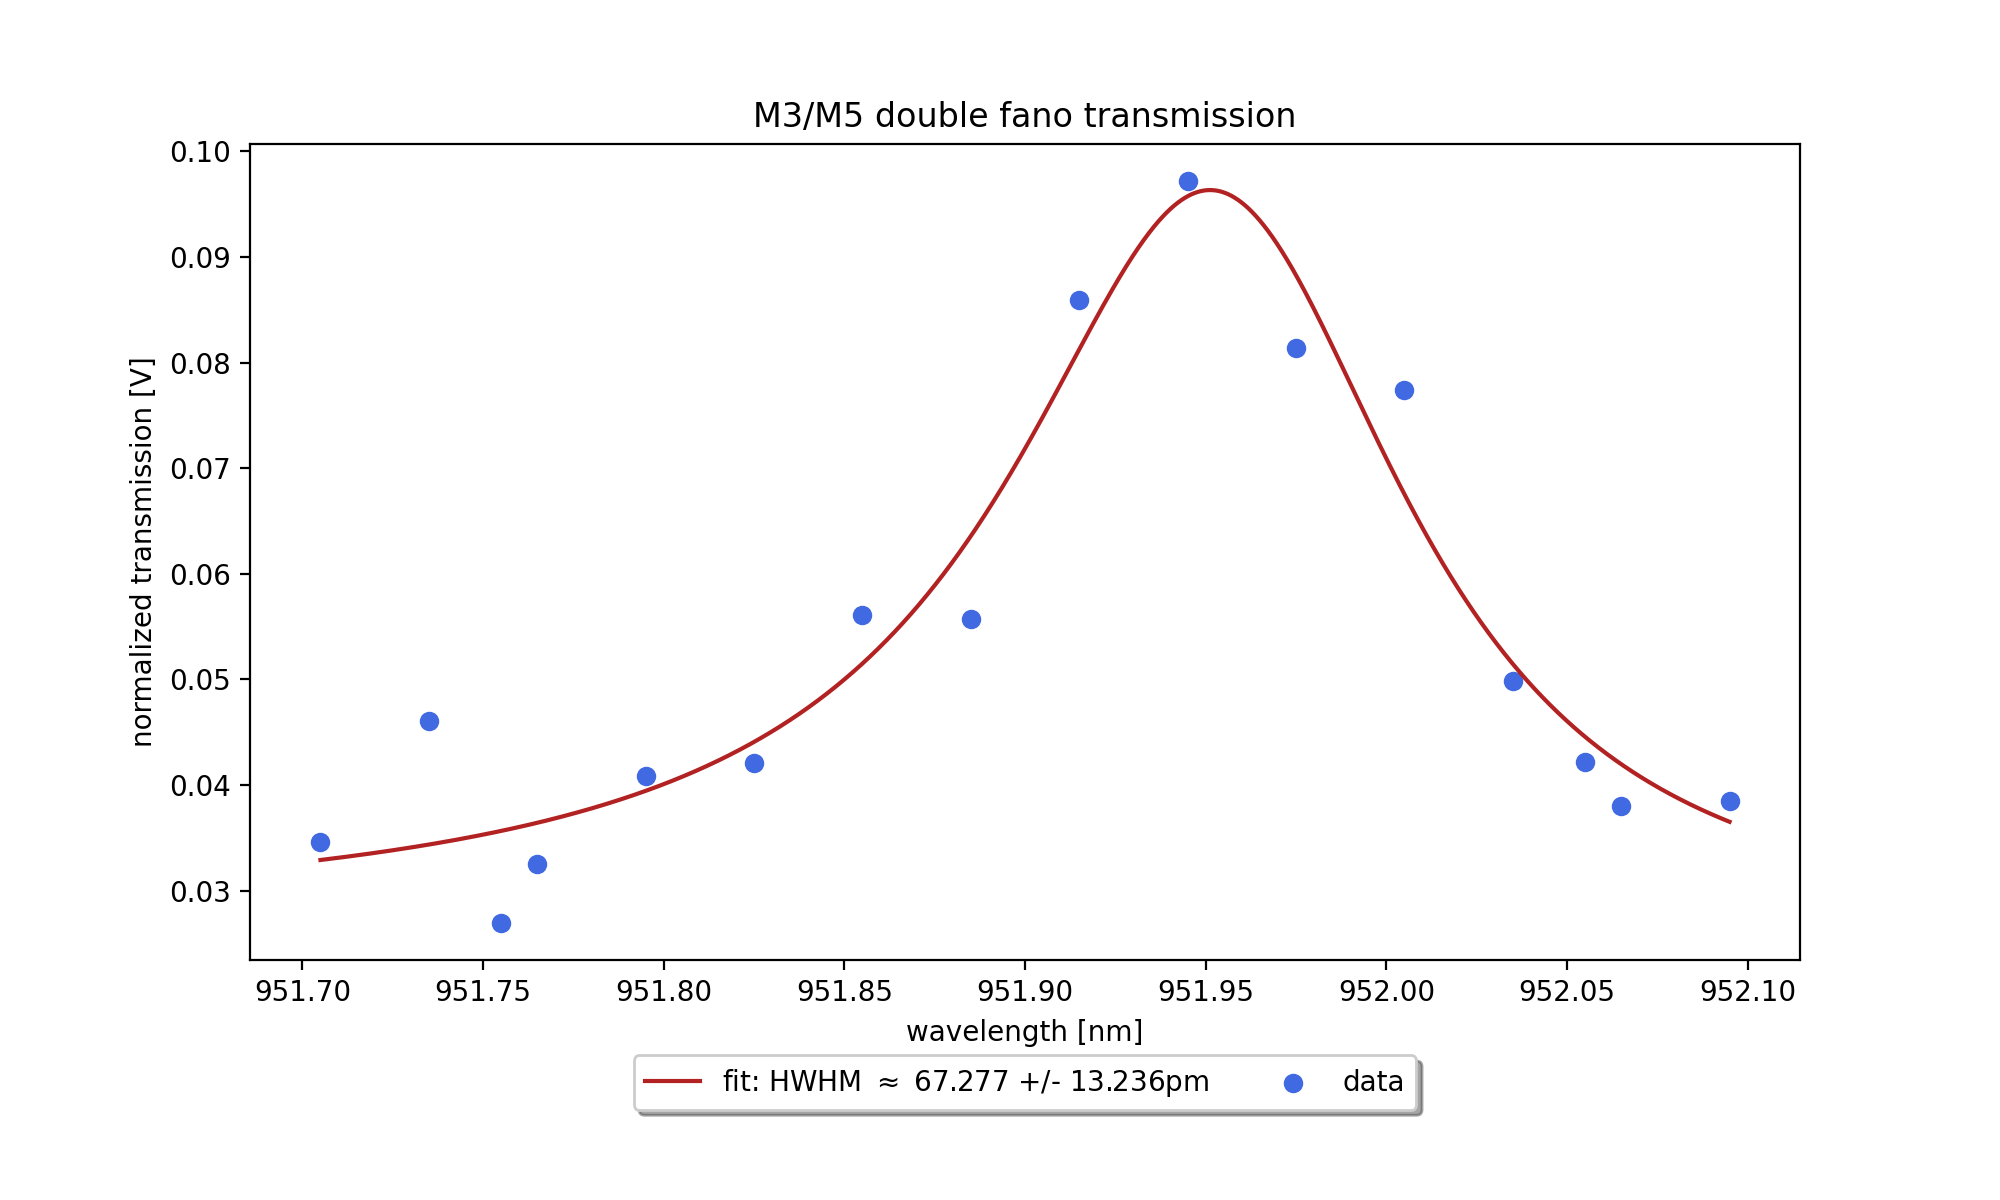 M3/M5 double fano transmission
0.10
0.09
0.08
0.07
0.06
0.05
0.04
0.03
normalized transmission [V]
951.70 951.75 951.80 951.85 951.90 951.95 952.00 952.05 952.10
wavelength [nm]
fit: HWHM ≈ 67.277 +/- 13.236pm data